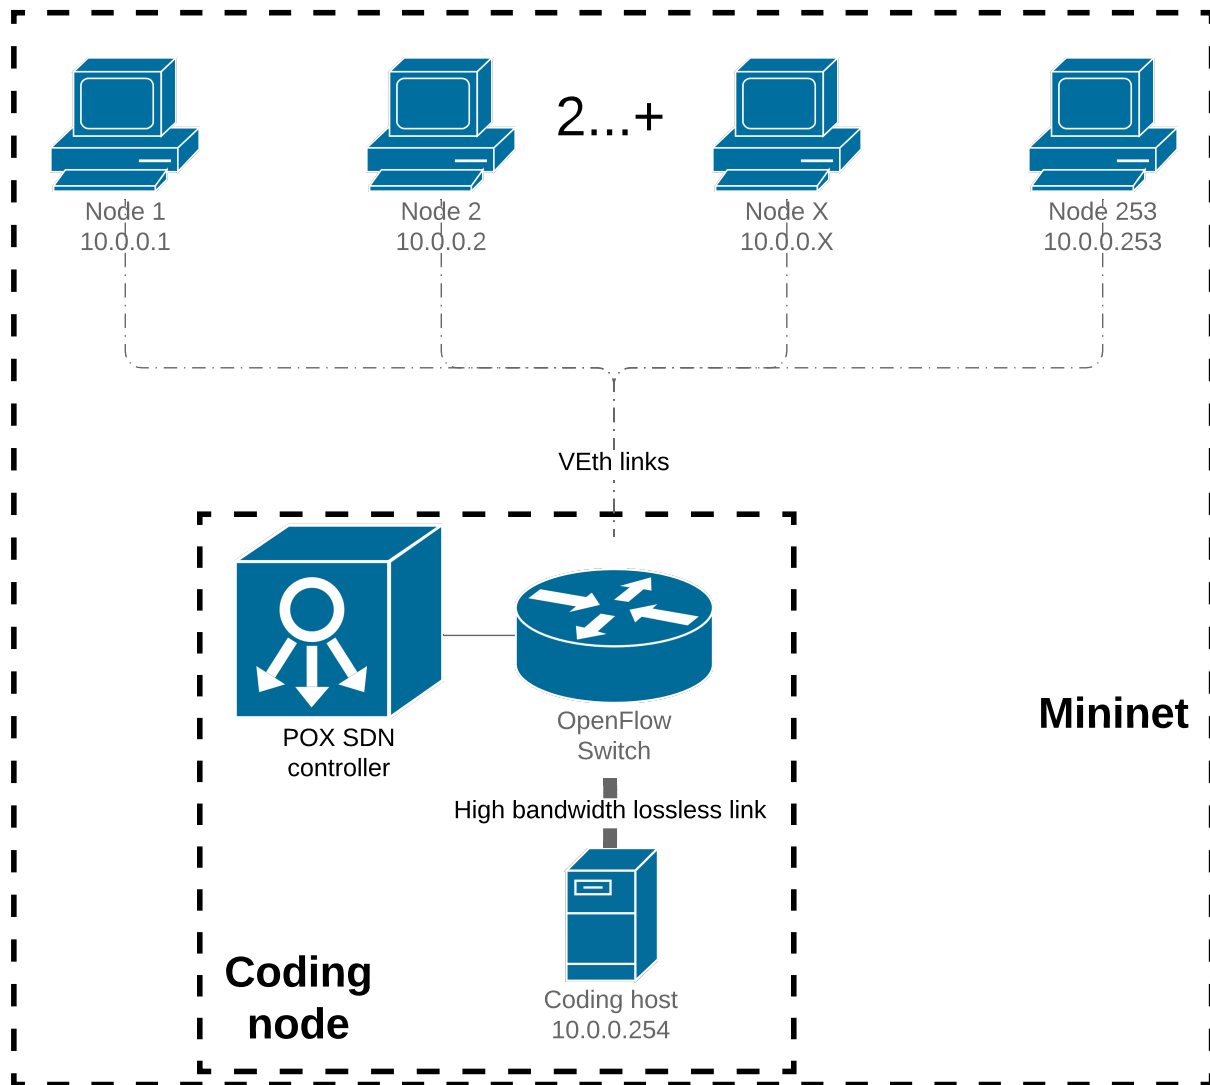 2...+
Node 1
10.0.0.1
Node 2
10.0.0.2
Node X
10.0.0.X
Node 253
10.0.0.253
VEth links
POX SDN
controller
OpenFlow
Switch
Mininet
High bandwidth lossless link
Coding
node
Coding host
10.0.0.254